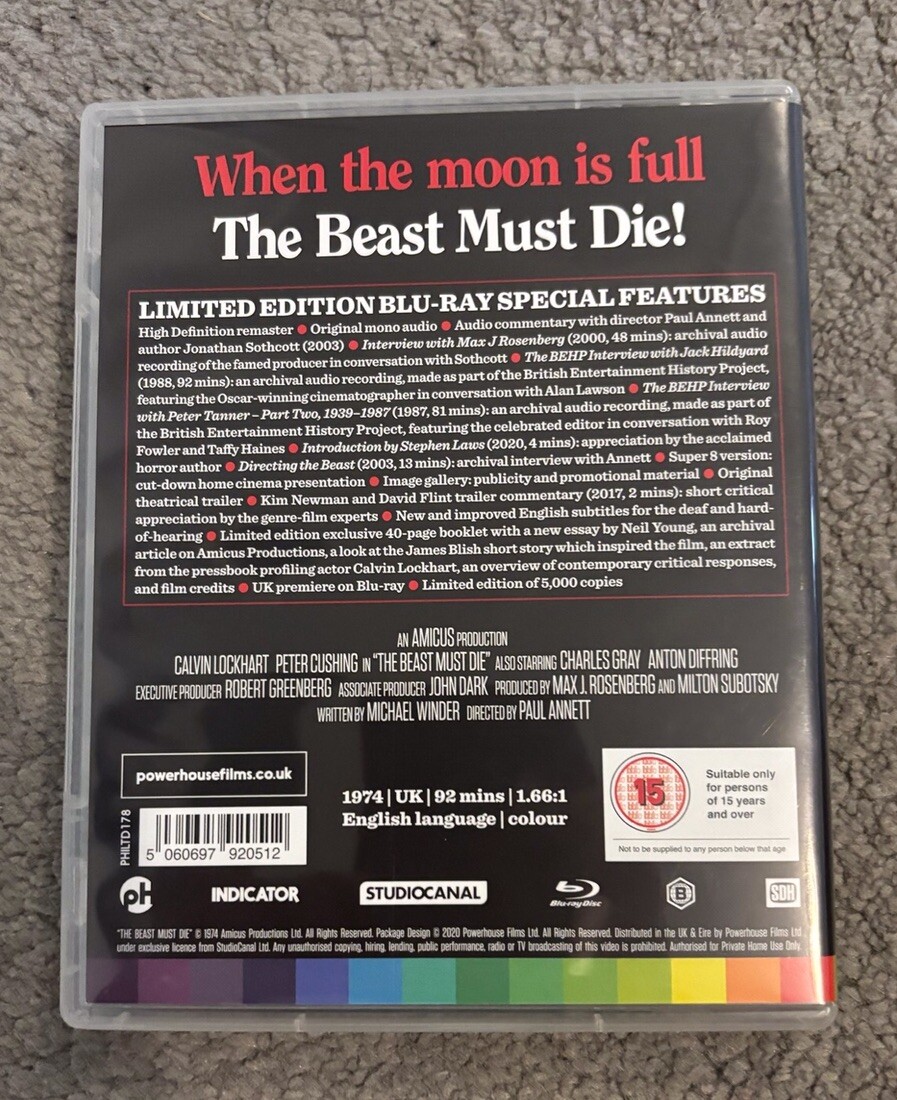 When the moon is full
The Beast Must Die!
LIMITED EDITION BLU-RAY SPECIAL FEATURES
High Definition remaster ● Original mono audio ● Audio commentary with director Paul Annett and
author Jonathan Sothcott (2003) ● Interview with Max J Rosenberg (2000, 48 mins): archival audio
recording of the famed producer in conversation with Sothcott ● The BEHP Interview with Jack Hildyard
(1988, 92 mins): an archival audio recording, made as part of the British Entertainment History Project,
featuring the Oscar-winning cinematographer in conversation with Alan Lawson ● The BEHP Interview
with Peter Tanner – Part Two, 1939–1987 (1987, 81 mins): an archival audio recording, made as part of
the British Entertainment History Project, featuring the celebrated editor in conversation with Roy
Fowler and Taffy Haines ● Introduction by Stephen Laws (2020, 4 mins): appreciation by the acclaimed
horror author ● Directing the Beast (2003, 13 mins): archival interview with Annett ● Super 8 version:
cut-down home cinema presentation ● Image gallery: publicity and promotional material ● Original
theatrical trailer ● Kim Newman and David Flint trailer commentary (2017, 2 mins): short critical
appreciation by the genre-film experts ● New and improved English subtitles for the deaf and hard-
of-hearing ● Limited edition exclusive 40-page booklet with a new essay by Neil Young, an archival
article on Amicus Productions, a look at the James Blish short story which inspired the film, an extract
from the pressbook profiling actor Calvin Lockhart, an overview of contemporary critical responses,
and film credits ● UK premiere on Blu-ray ● Limited edition of 5,000 copies
AN AMICUS PRODUCTION
CALVIN LOCKHART PETER CUSHING IN "THE BEAST MUST DIE" ALSO STARRING CHARLES GRAY ANTON DIFFRING
EXECUTIVE PRODUCER ROBERT GREENBERG ASSOCIATE PRODUCER JOHN DARK PRODUCED BY MAX J. ROSENBERG AND MILTON SUBOTSKY
WRITTEN BY MICHAEL WINDER DIRECTED BY PAUL ANNETT
powerhousefilms.co.uk
PHILTD178
5 060697 920512
1974 | UK | 92 mins | 1.66:1
English language | colour
15
Suitable only
for persons
of 15 years
and over
Not to be supplied to any person below that age
pH
INDICATOR
STUDIOCANAL
Blu-ray Disc
B
SDH
"THE BEAST MUST DIE" © 1974 Amicus Productions Ltd. All Rights Reserved. Package Design © 2020 Powerhouse Films Ltd. All Rights Reserved. Distributed in the UK & Eire by Powerhouse Films Ltd
under exclusive licence from StudioCanal Ltd. Any unauthorised copying, hiring, lending, public performance, radio or TV broadcasting of this video is prohibited. Authorised for Private Home Use Only.